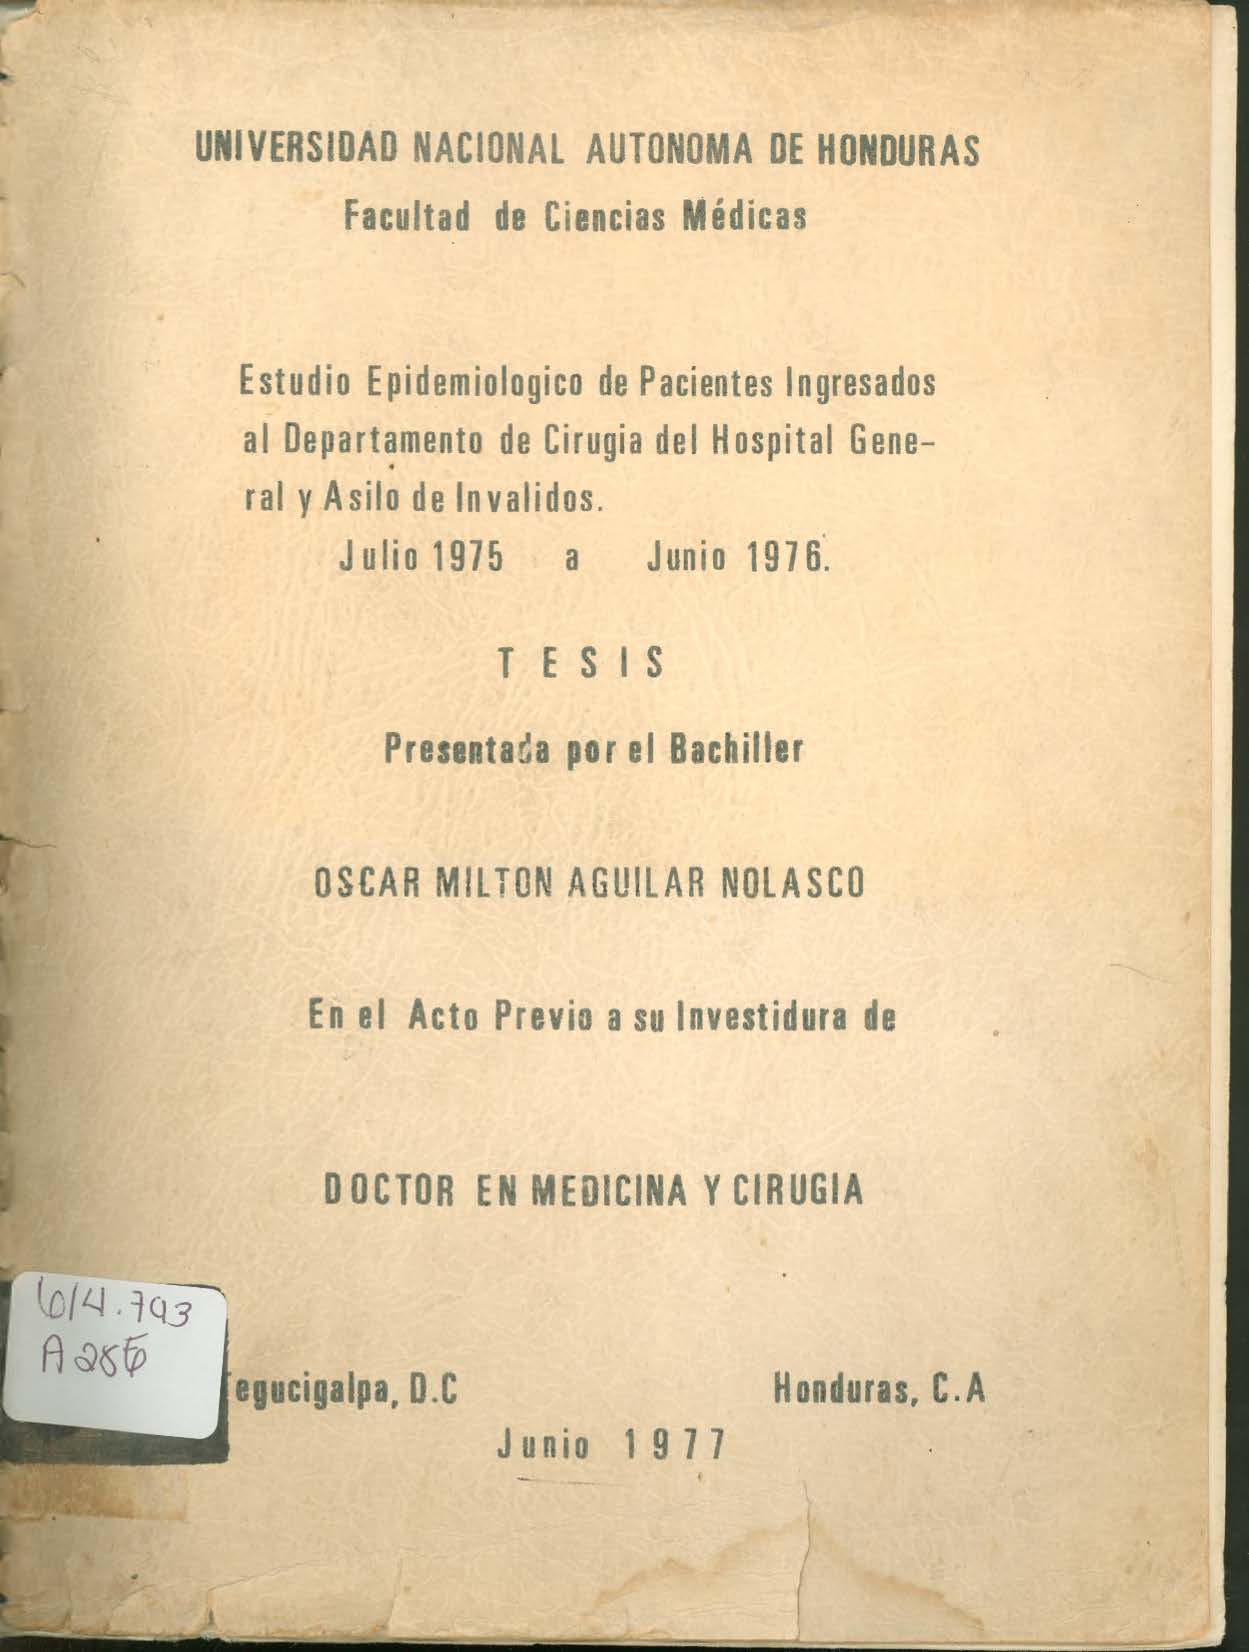 UNIVERSIDAD NACIONAL AUTONOMA DE HONDURAS
Facultad de Ciencias Médicas
Estudio Epidemiologico de Pacientes Ingresados
al Departamento de Cirugia del Hospital Gene-
ral y Asilo de Invalidos.
Julio 1975 a Junio 1976.
TESIS
Presentada por el Bachiller
OSCAR MILTON AGUILAR NOLASCO
En el Acto Previo a su Investidura de
DOCTOR EN MEDICINA Y CIRUGIA
614.793
egucigalpa, D.C Honduras, C.A
Junio 1977